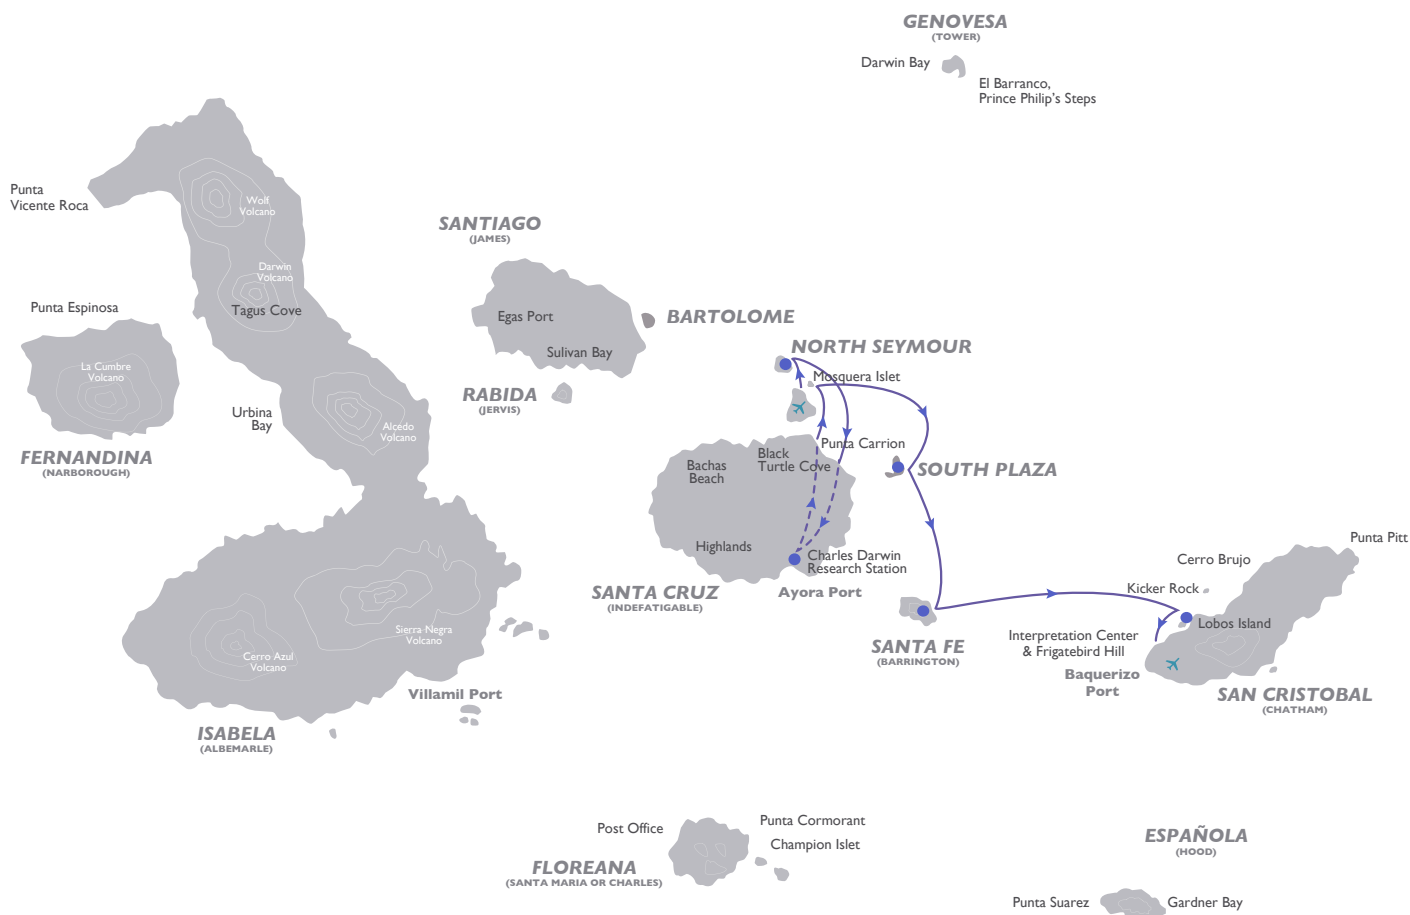 GENOVESA
(TOWER)
Darwin Bay
El Barranco,
Prince Philip's Steps
Punta
Vicente Roca
Wolf
Volcano
Darwin
Volcano
Tagus Cove
Punta Espinosa
La Cumbre
Volcano
FERNANDINA
(NARBOROUGH)
Urbina
Bay
Alcedo
Volcano
SANTIAGO
(JAMES)
Egas Port
Sulivan Bay
BARTOLOME
RABIDA
(JERVIS)
NORTH SEYMOUR
Mosquera Islet
Punta Carrion
Black
Turtle Cove
Bachas
Beach
SOUTH PLAZA
Highlands
Charles Darwin
Research Station
SANTA CRUZ
(INDEFATIGABLE)
Ayora Port
Punta Pitt
Cerro Brujo
Kicker Rock
Lobos Island
Interpretation Center
& Frigatebird Hill
SANTA FE
(BARRINGTON)
Baquerizo
Port
SAN CRISTOBAL
(CHATHAM)
Sierra Negra
Volcano
Cerro Azul
Volcano
Villamil Port
ISABELA
(ALBEMARLE)
Post Office
Punta Cormorant
Champion Islet
FLOREANA
(SANTA MARIA OR CHARLES)
ESPAÑOLA
(HOOD)
Punta Suarez
Gardner Bay